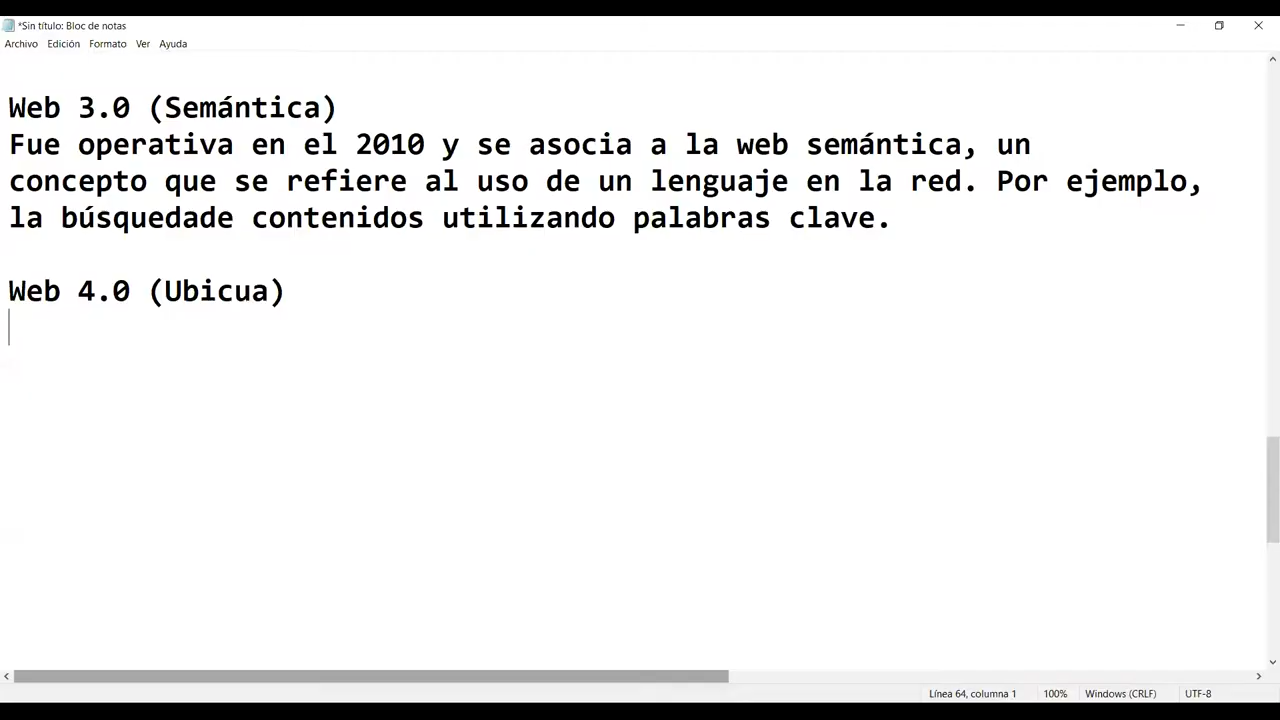 *Sin título: Bloc de notas
Archivo Edición Formato Ver Ayuda
Web 3.0 (Semántica)
Fue operativa en el 2010 y se asocia a la web semántica, un
concepto que se refiere al uso de un lenguaje en la red. Por ejemplo,
la búsquedade contenidos utilizando palabras clave.
Web 4.0 (Ubicua)
Línea 64, columna 1 100% Windows (CRLF) UTF-8